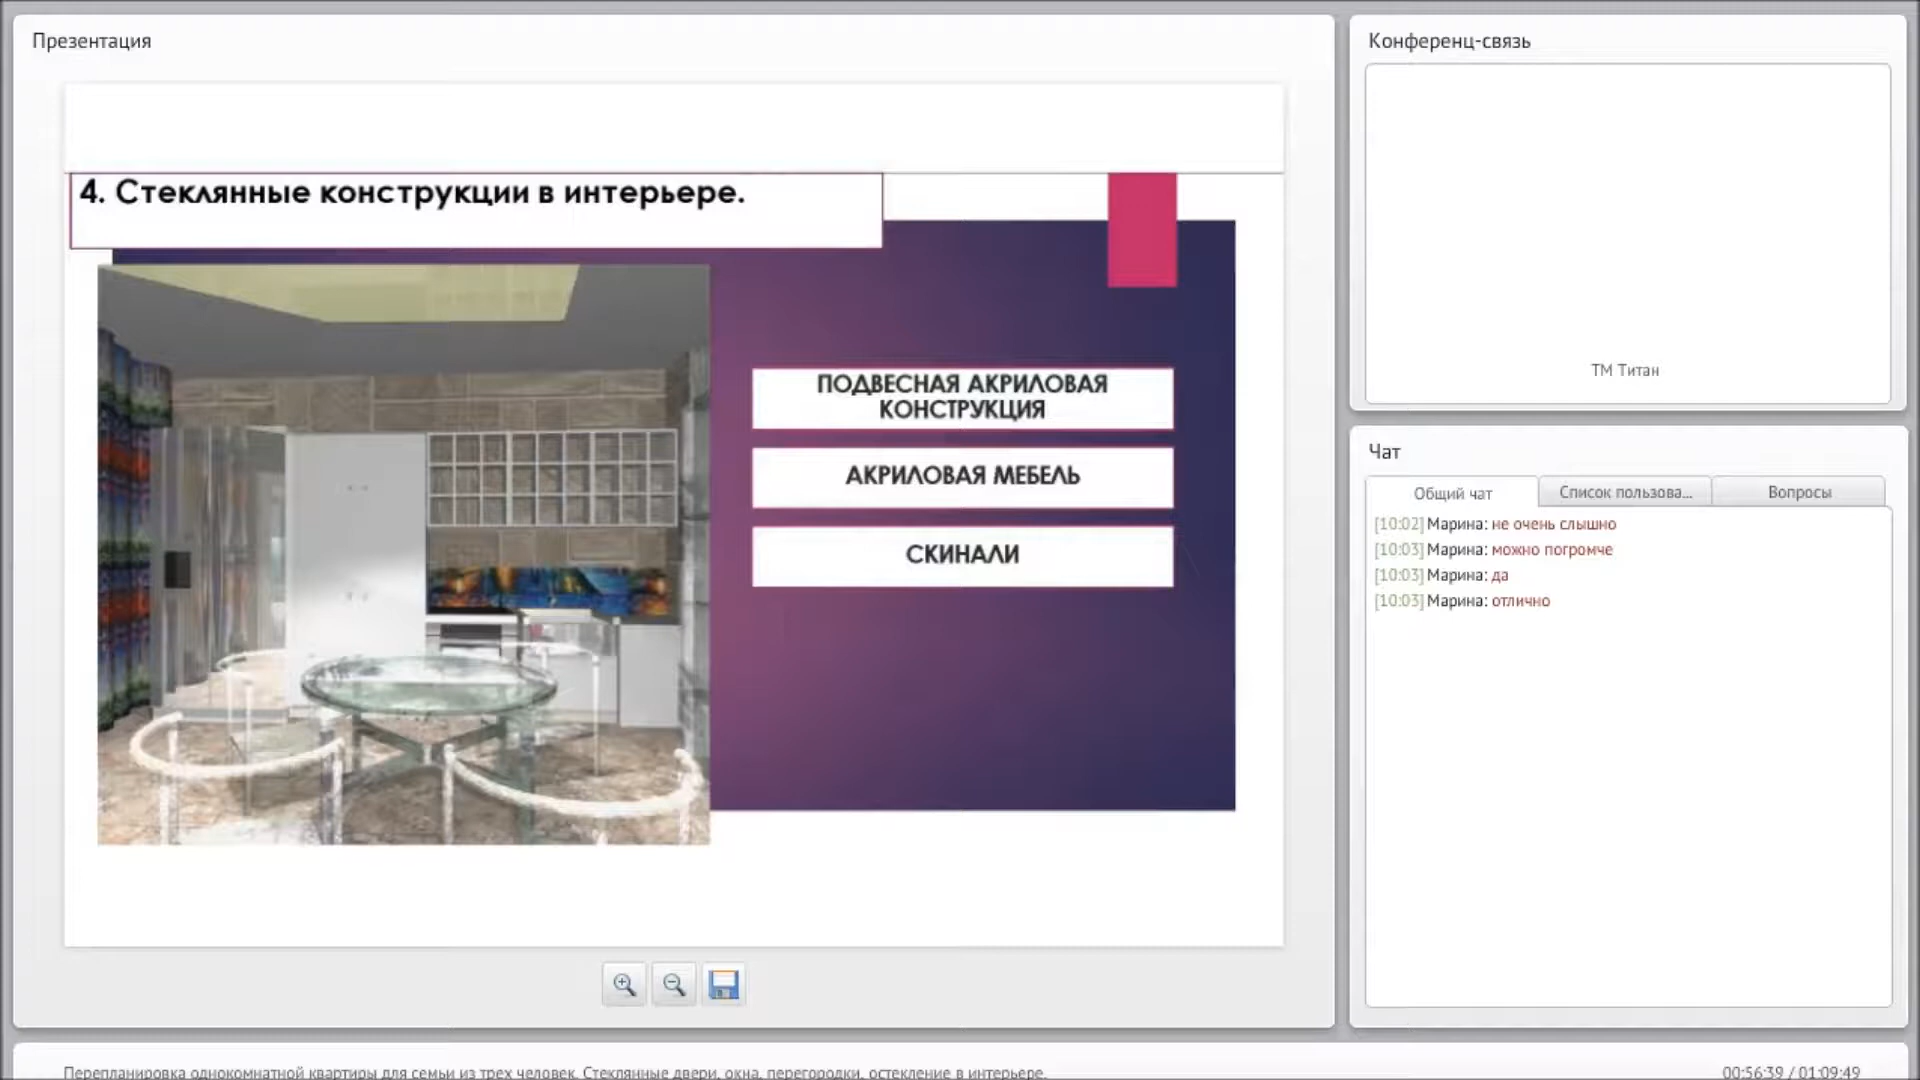 Презентация
4. Стеклянные конструкции в интерьере.
ПОДВЕСНАЯ АКРИЛОВАЯ
КОНСТРУКЦИЯ
АКРИЛОВАЯ МЕБЕЛЬ
СКИНАЛИ
Конференц-связь
ТМ Титан
Чат
Общий чат
Список пользова...
Вопросы
[10:02] Марина: не очень слышно
[10:03] Марина: можно погромче
[10:03] Марина: да
[10:03] Марина: отлично
Перепланировка однокомнатной квартиры для семьи из трех человек. Стеклянные двери, окна, перегородки, остекление в интерьере.
00:56:39 / 01:09:49